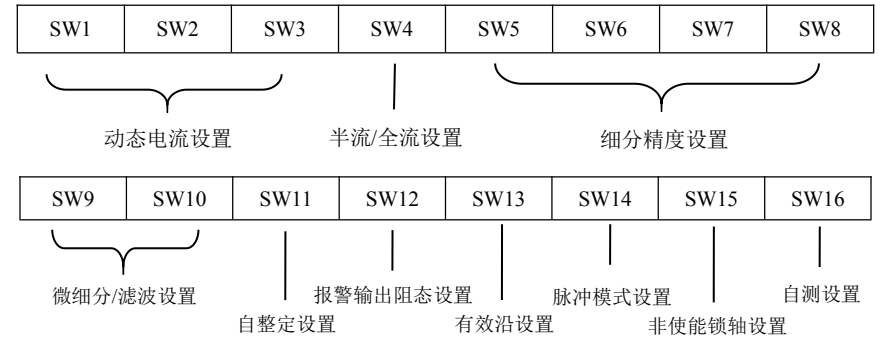 SW1 SW2 SW3 SW4 SW5 SW6 SW7 SW8
动态电流设置 半流/全流设置 细分精度设置
SW9 SW10 SW11 SW12 SW13 SW14 SW15 SW16
微细分/滤波设置 报警输出阻态设置 脉冲模式设置 自测设置
自整定设置 有效沿设置 非使能锁轴设置